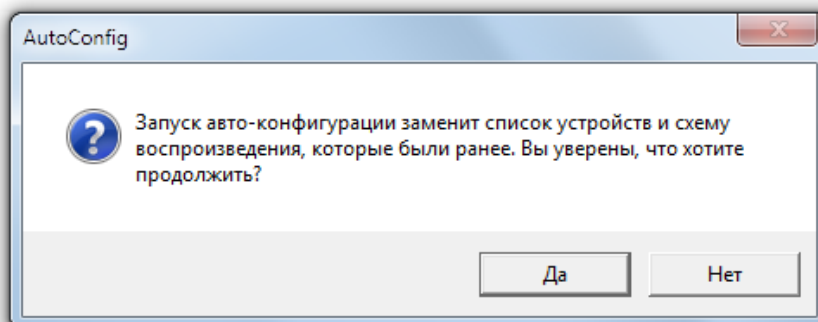 AutoConfig
Запуск авто-конфигурации заменит список устройств и схему
воспроизведения, которые были ранее. Вы уверены, что хотите
продолжить?
Да
Нет